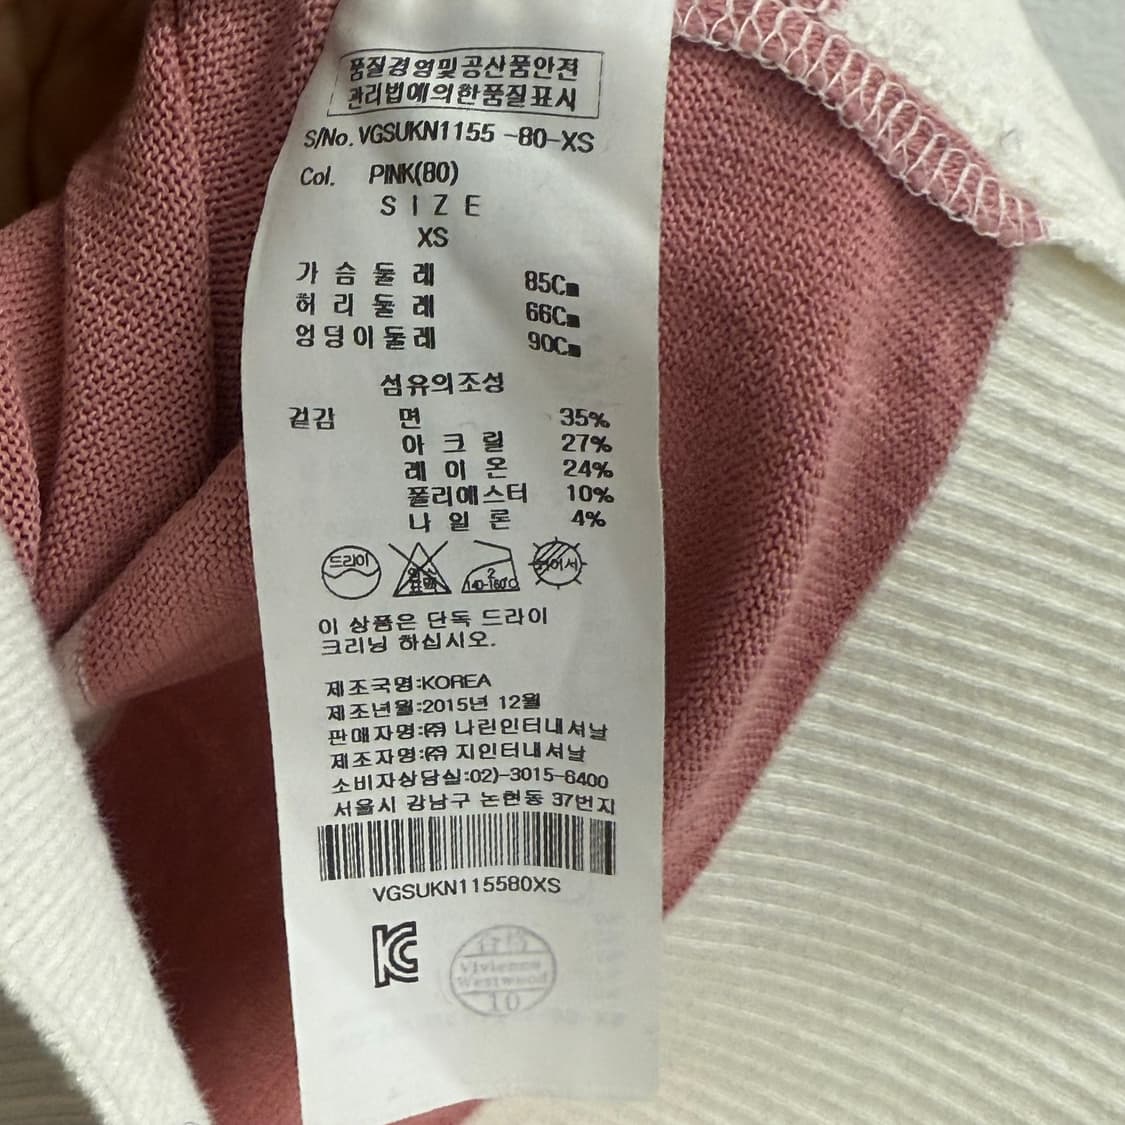 품질경영및공산품안전
관리법에의한품질표시
S/No. VGSUKN1155 -80-XS
Col. PINK(80)
SIZE
XS
가슴둘레 85Cm
허리둘레 66Cm
엉덩이둘레 90Cm
섬유의조성
겉감 면 35%
아크릴 27%
레이온 24%
폴리에스터 10%
나일론 4%
드라이
2
140-160℃
이 상품은 단독 드라이
크리닝 하십시오.
제조국명:KOREA
제조년월:2015년 12월
판매자명:㈜ 나린인터내셔날
제조자명:㈜ 지인터내셔날
소비자상담실:02)-3015-6400
서울시 강남구 논현동 37번지
VGSUKN115580XS
KC
Vivienne
Westwood
10